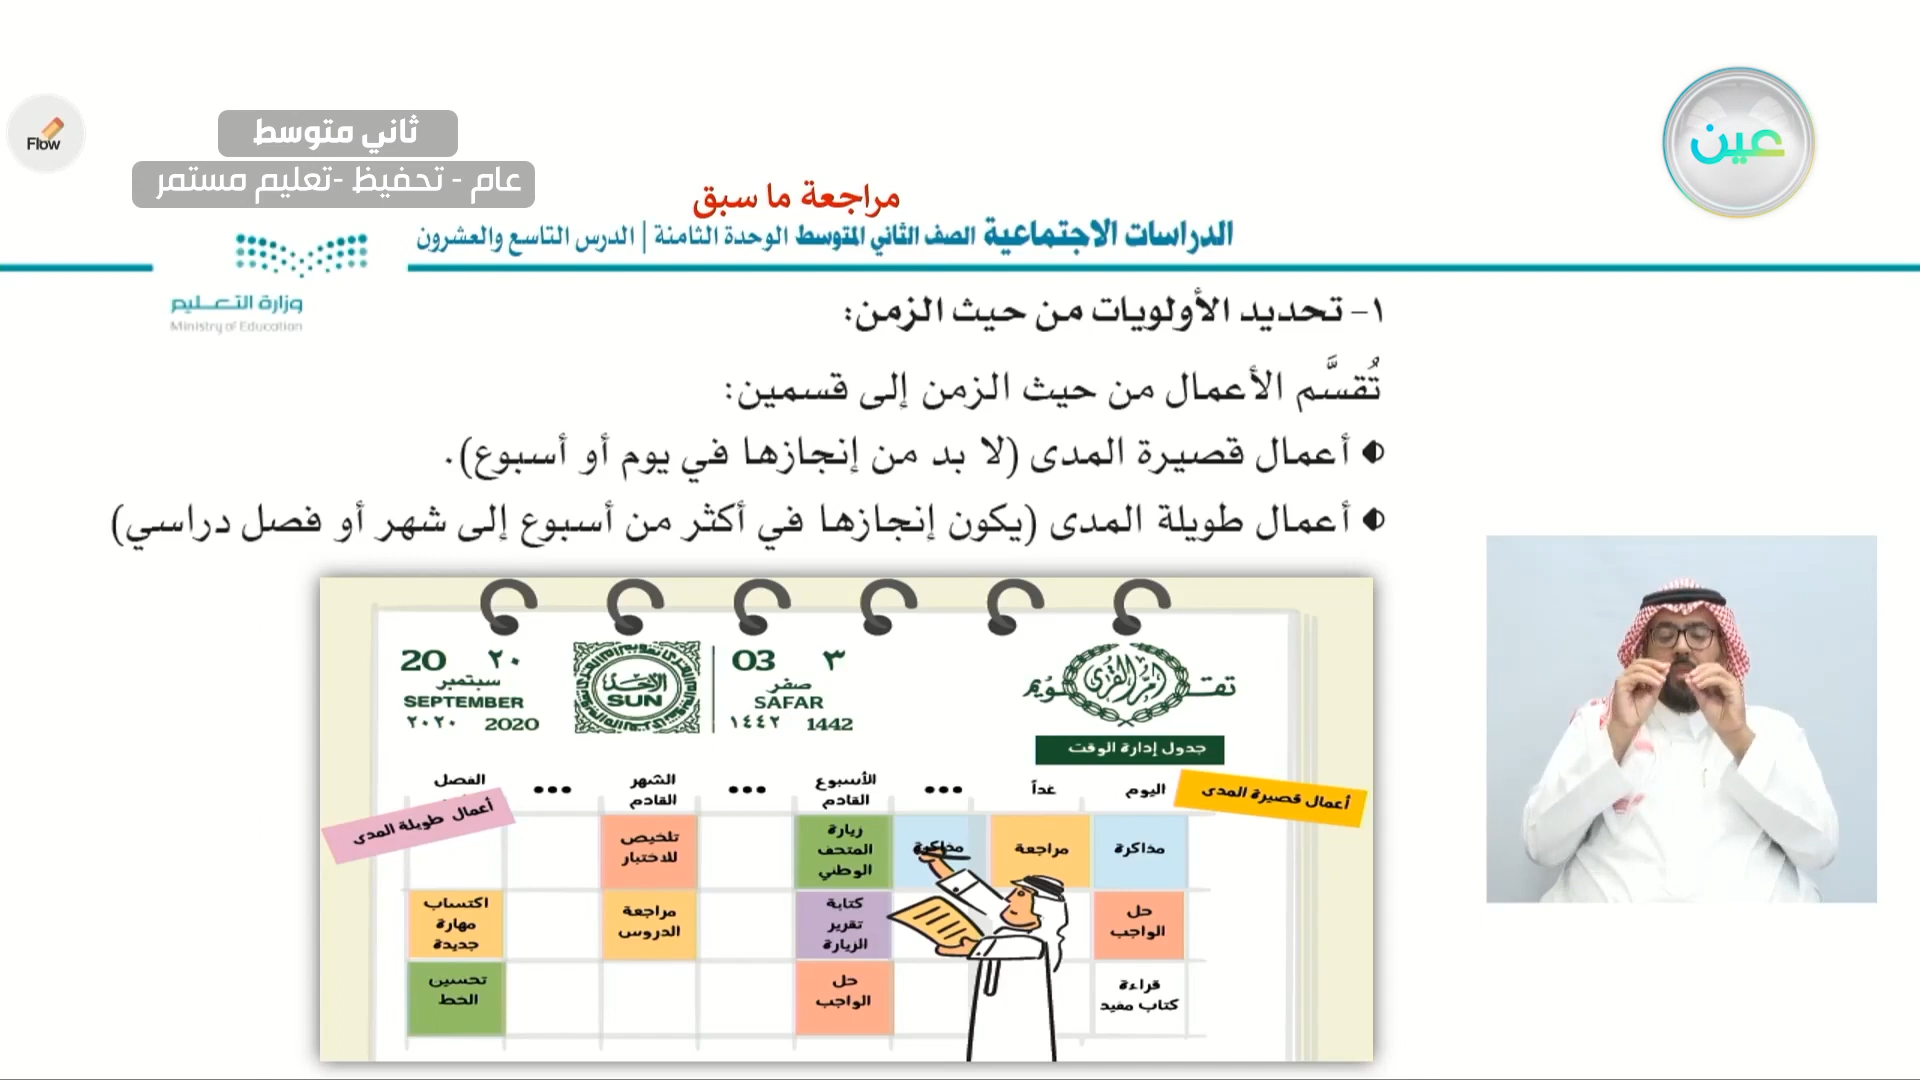 عين
Flow
ثاني متوسط
عام - تحفيظ -تعليم مستمر
مراجعة ما سبق
الدراسات الاجتماعية الصف الثاني المتوسط الوحدة الثامنة | الدرس التاسع والعشرون
وزارة التعليم
Ministry of Education
١- تحديد الأولويات من حيث الزمن:
تُقسَّم الأعمال من حيث الزمن إلى قسمين:
أعمال قصيرة المدى (لا بد من إنجازها في يوم أو أسبوع).
أعمال طويلة المدى (يكون إنجازها في أكثر من أسبوع إلى شهر أو فصل دراسي)
تقويم أم القرى
٣ 03
صفر
SAFAR
١٤٤٢ 1442
الأحد
SUN
٢٠ 20
سبتمبر
SEPTEMBER
٢٠٢٠ 2020
جدول إدارة الوقت
أعمال قصيرة المدى
اليوم
غداً
•••
الأسبوع
القادم
•••
الشهر
القادم
•••
الفصل
أعمال طويلة المدى
مذاكرة
مراجعة
مذاكرة
زيارة
المتحف
الوطني
تلخيص
للاختبار
حل
الواجب
كتابة
تقرير
الزيارة
مراجعة
الدروس
اكتساب
مهارة
جديدة
قراءة
كتاب مفيد
حل
الواجب
تحسين
الخط